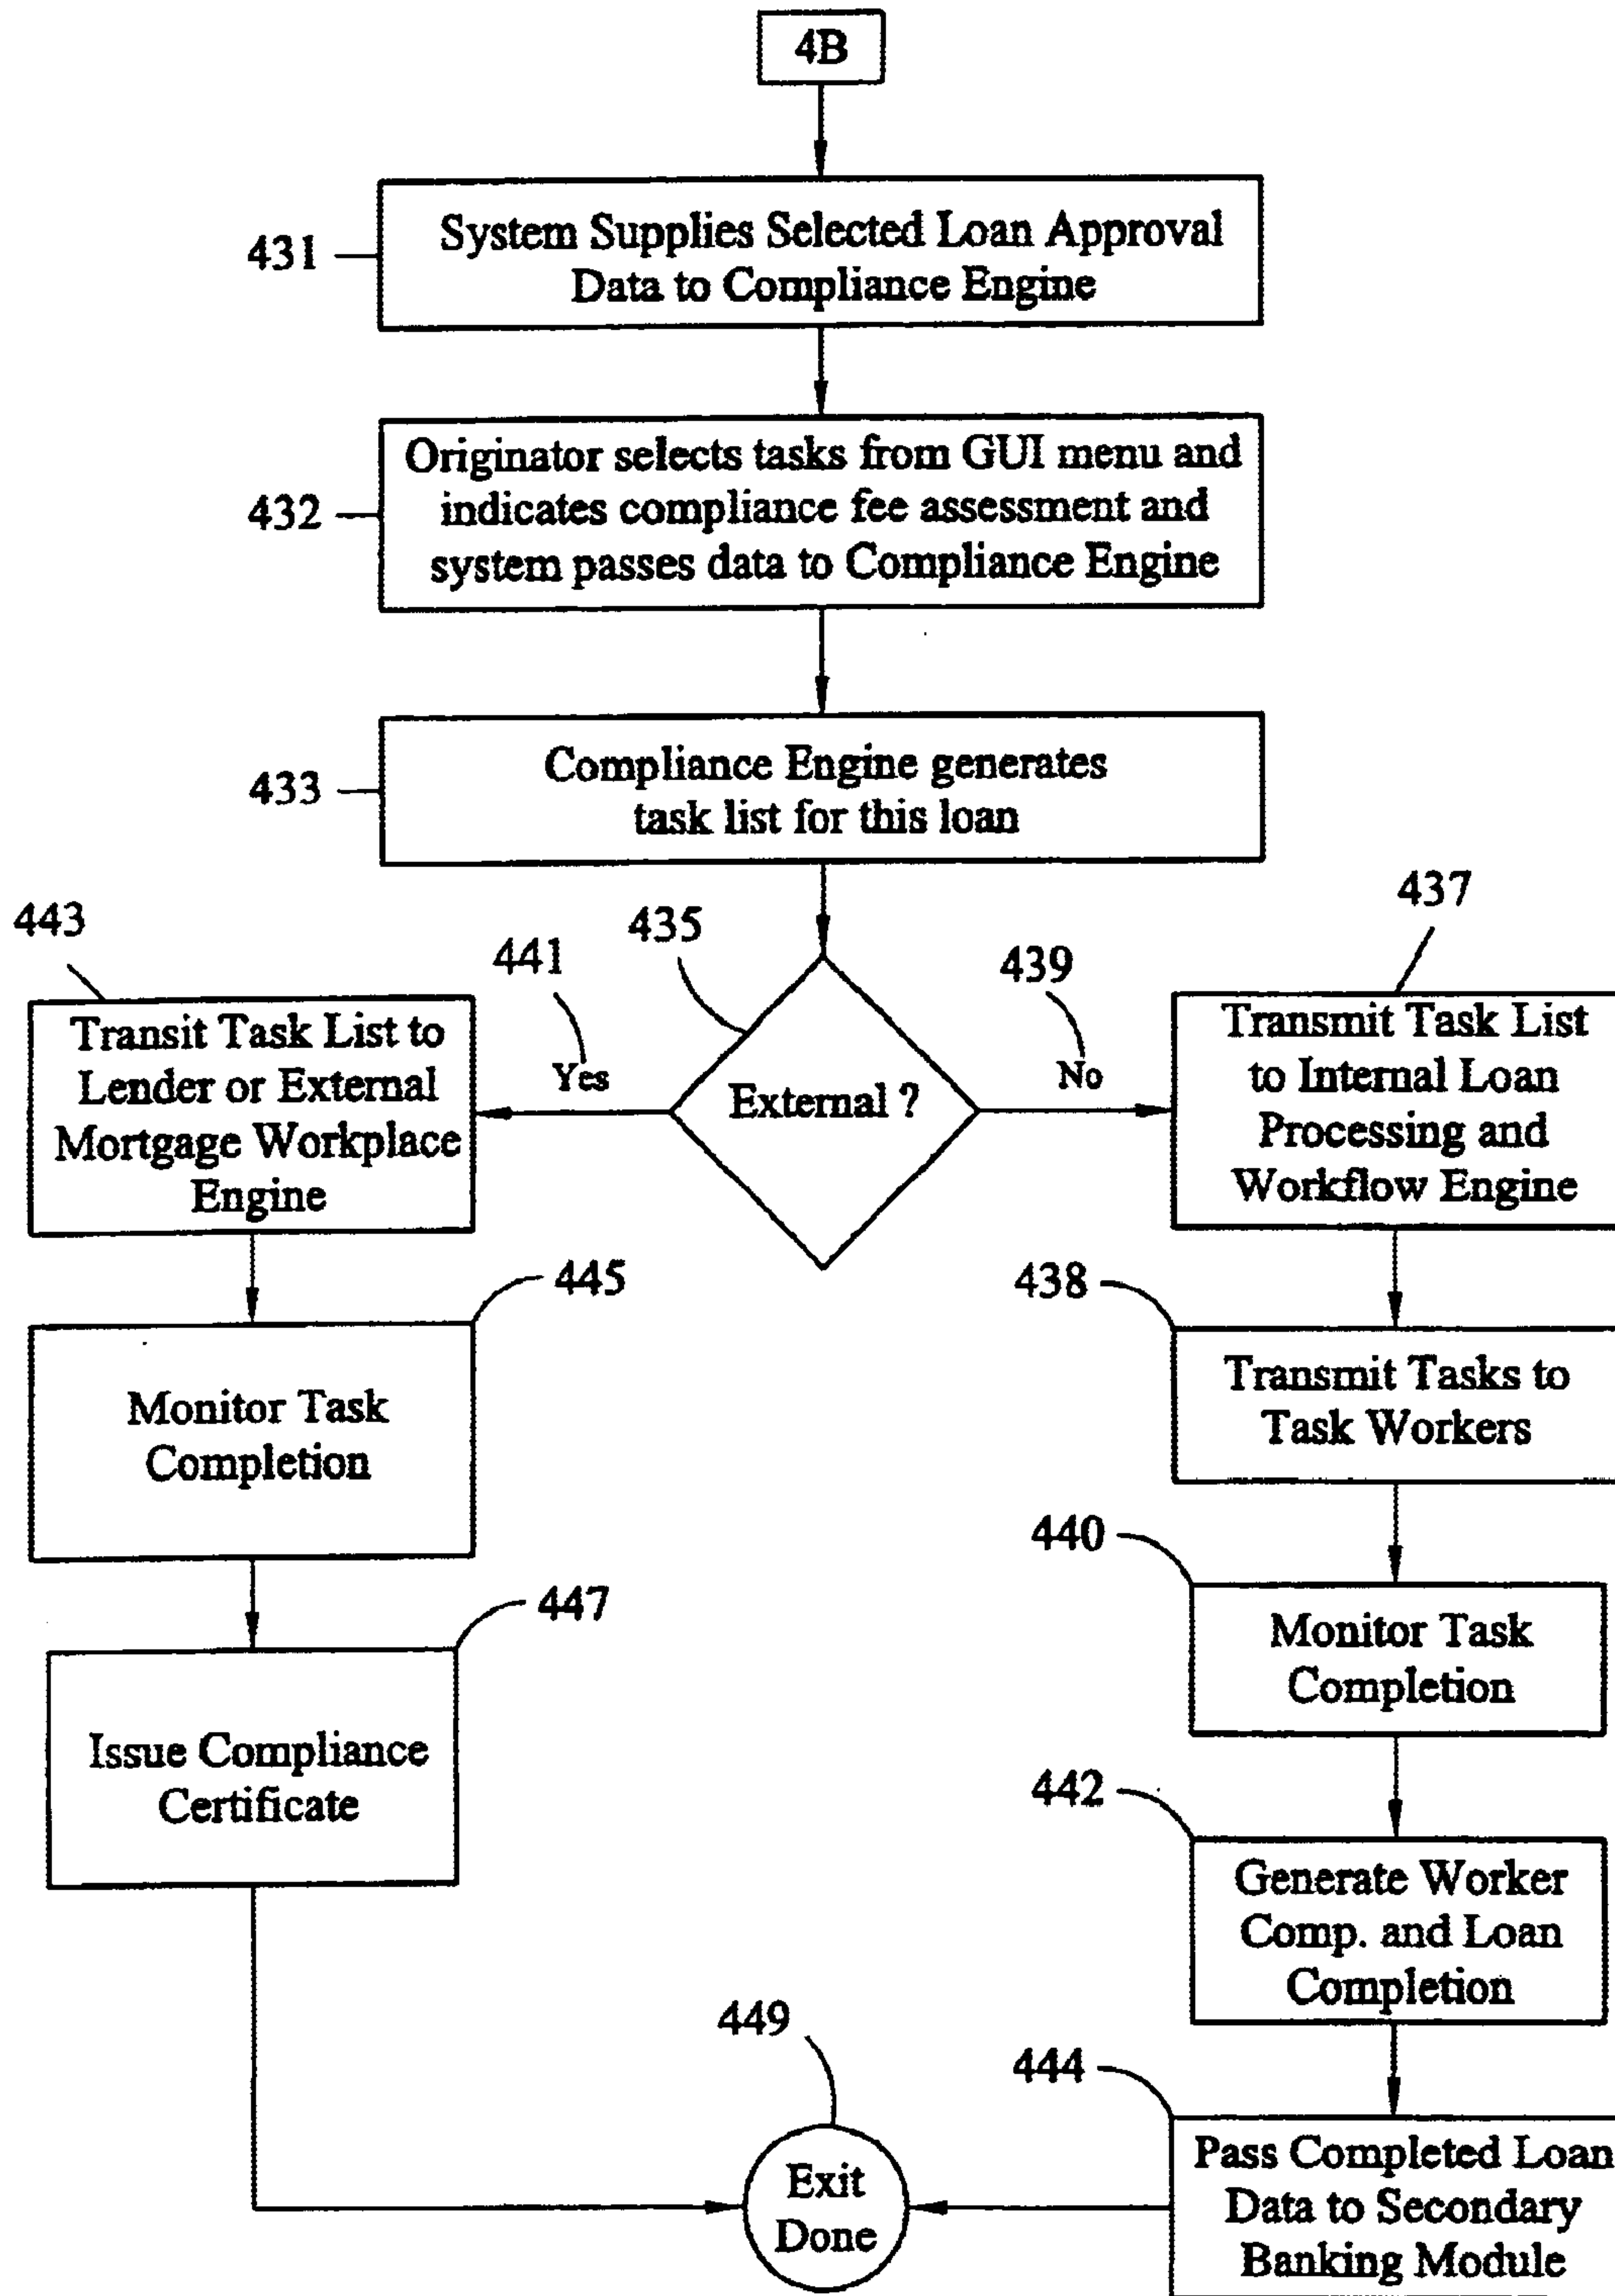 4B
431
System Supplies Selected Loan Approval
Data to Compliance Engine
432
Originator selects tasks from GUI menu and
indicates compliance fee assessment and
system passes data to Compliance Engine
433
Compliance Engine generates
task list for this loan
443
441
435
439
437
Transit Task List to
Lender or External
Mortgage Workplace
Engine
Yes
External ?
No
Transmit Task List
to Internal Loan
Processing and
Workflow Engine
445
Monitor Task
Completion
438
Transmit Tasks to
Task Workers
447
Issue Compliance
Certificate
440
Monitor Task
Completion
442
Generate Worker
Comp. and Loan
Completion
449
Exit
Done
444
Pass Completed Loan
Data to Secondary
Banking Module